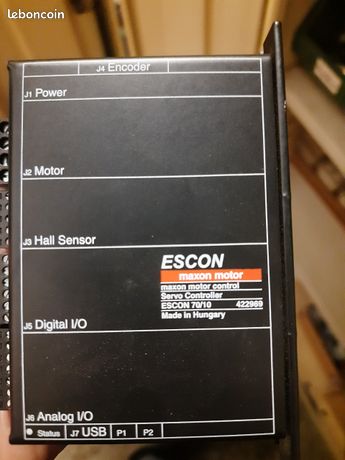 leboncoin
J4 Encoder
J1 Power
J2 Motor
J3 Hall Sensor
ESCON
maxon motor
maxon motor control
Servo Controller
ESCON 70/10 422969
Made in Hungary
J5 Digital I/O
J6 Analog I/O
Status J7 USB P1 P2